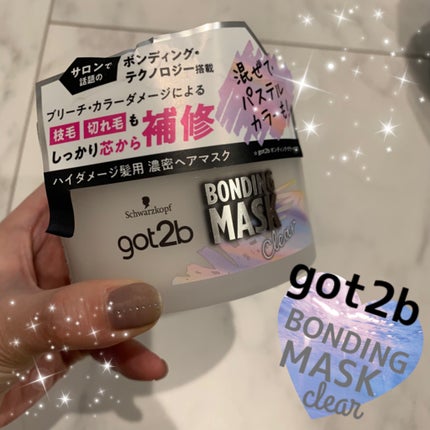 サロンで
話題の
ボンディング・
テクノロジー搭載
ブリーチ・カラーダメージによる
枝毛 切れ毛 も
しっかり芯から補修
ハイダメージ髪用 濃密ヘアマスク
混ぜて
パステル
カラーも!
Schwarzkopf
got2b
BONDING
MASK
Clear
got2b
BONDING
MASK
clear